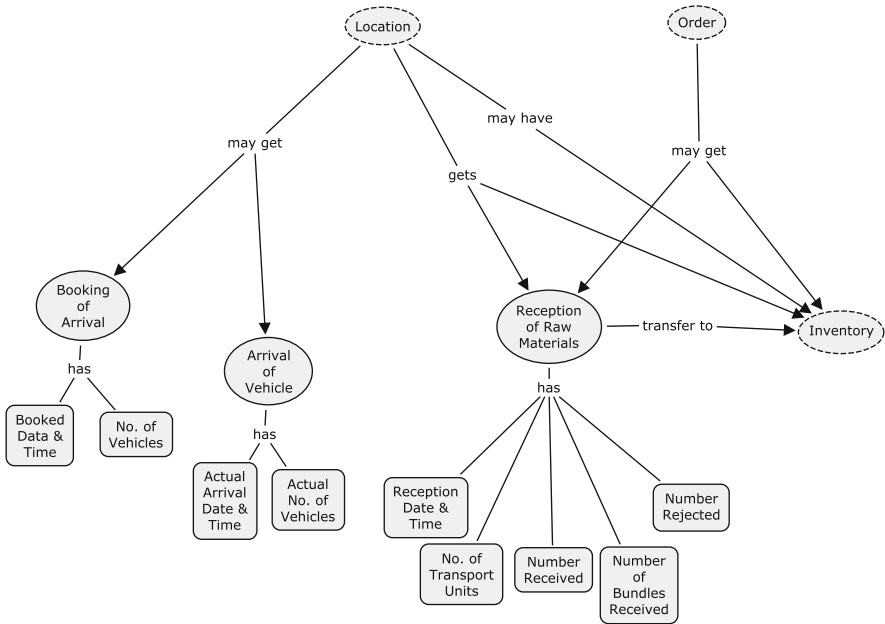 Location
Order
may have
may get
may get
gets
Booking
of
Arrival
Reception
of Raw
Materials
transfer to
Inventory
Arrival
of
Vehicle
has
has
has
Booked
Data &
Time
No. of
Vehicles
Actual
Arrival
Date &
Time
Actual
No. of
Vehicles
Reception
Date &
Time
Number
Rejected
No. of
Transport
Units
Number
Received
Number
of
Bundles
Received